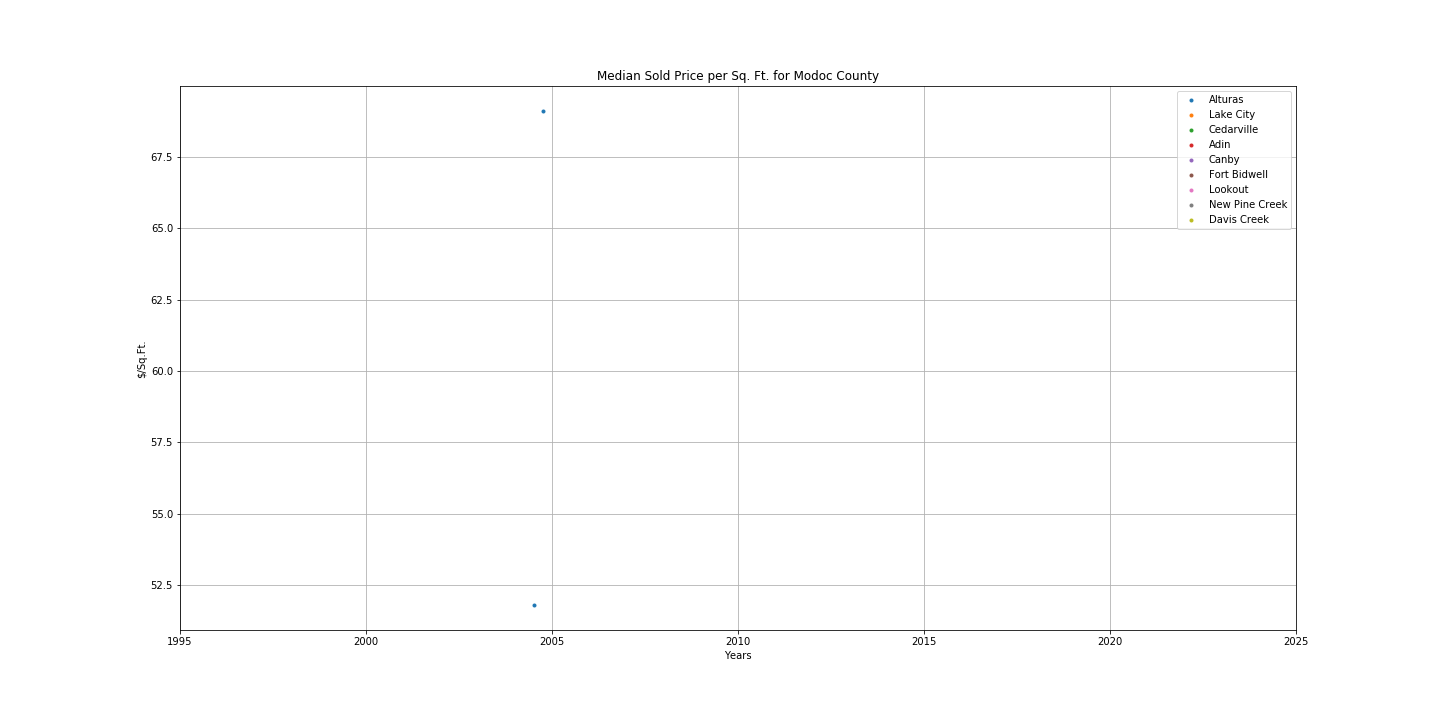 Median Sold Price per Sq. Ft. for Modoc County
Alturas
Lake City
Cedarville
Adin
Canby
Fort Bidwell
Lookout
New Pine Creek
Davis Creek
$/Sq.Ft.
67.5
65.0
62.5
60.0
57.5
55.0
52.5
1995 2000 2005 2010 2015 2020 2025
Years